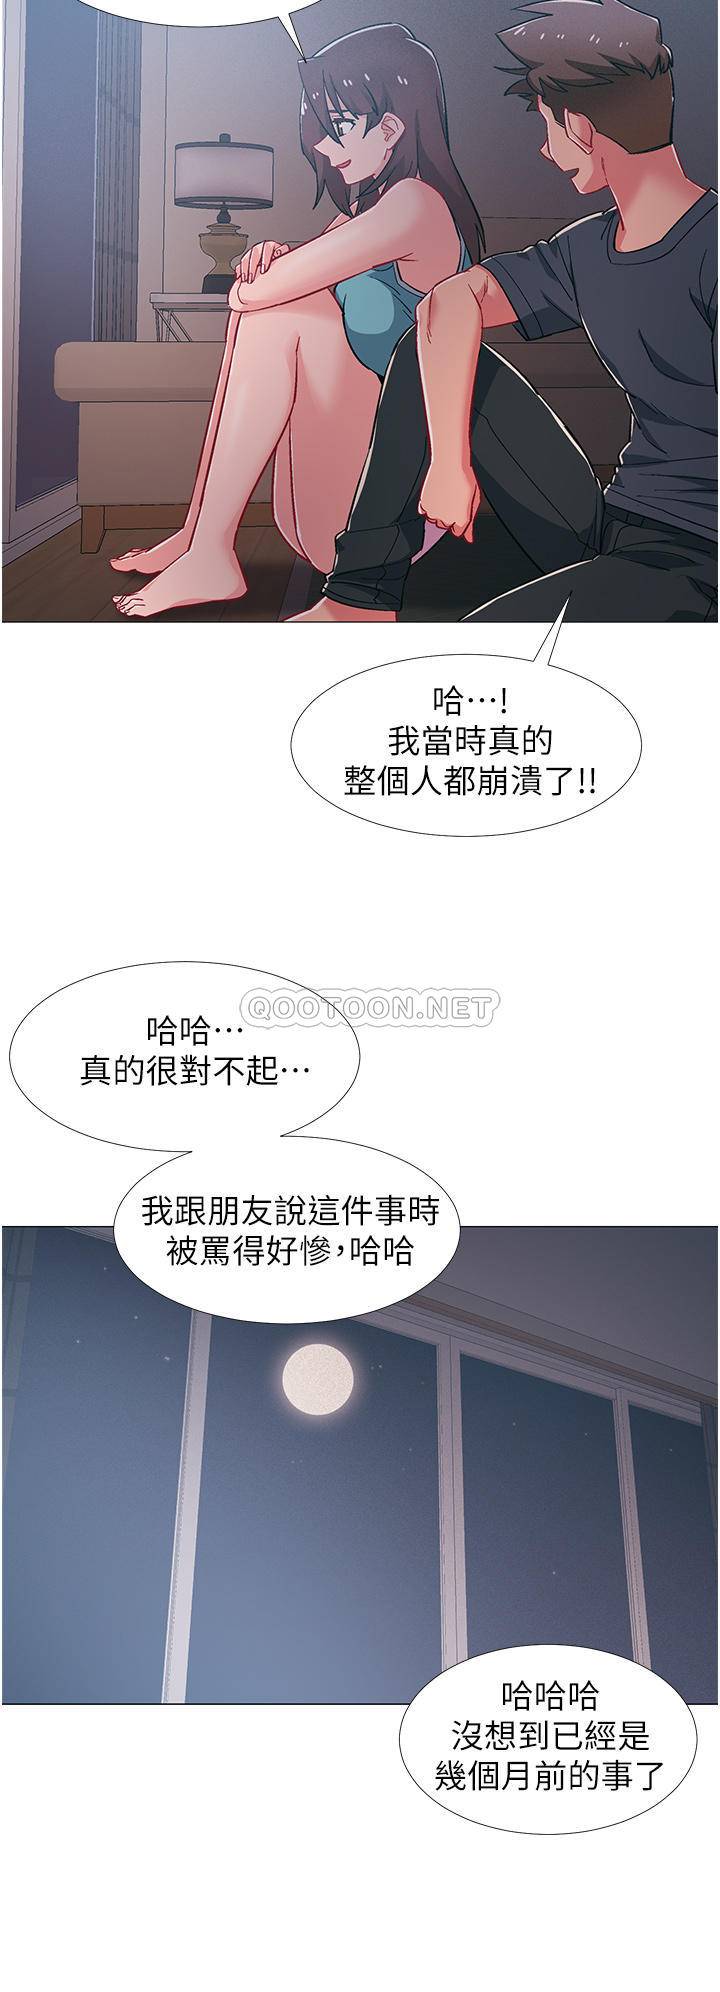 哈⋯!
我當時真的
整個人都崩潰了!!
QOOTOON.NET
哈哈⋯
真的很對不起⋯
我跟朋友說這件事時
被罵得好慘，哈哈
哈哈哈
沒想到已經是
幾個月前的事了